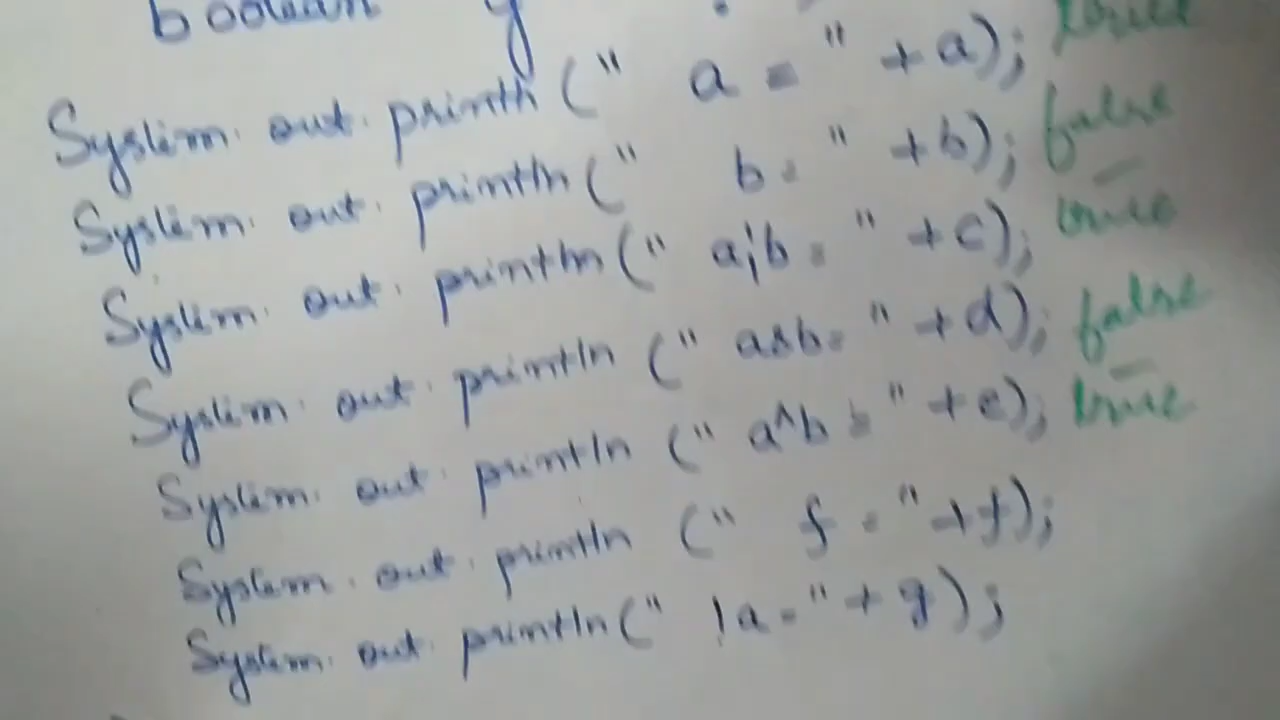 boolean g
System. out. println (" a = " + a); true
System. out. println (" b = " + b); false
System. out. println (" a|b = " + c); true
System. out. println (" a&b = " + d); false
System. out. println (" a^b = " + e); true
System. out. println (" f = " + f);
System. out. println (" !a = " + g);